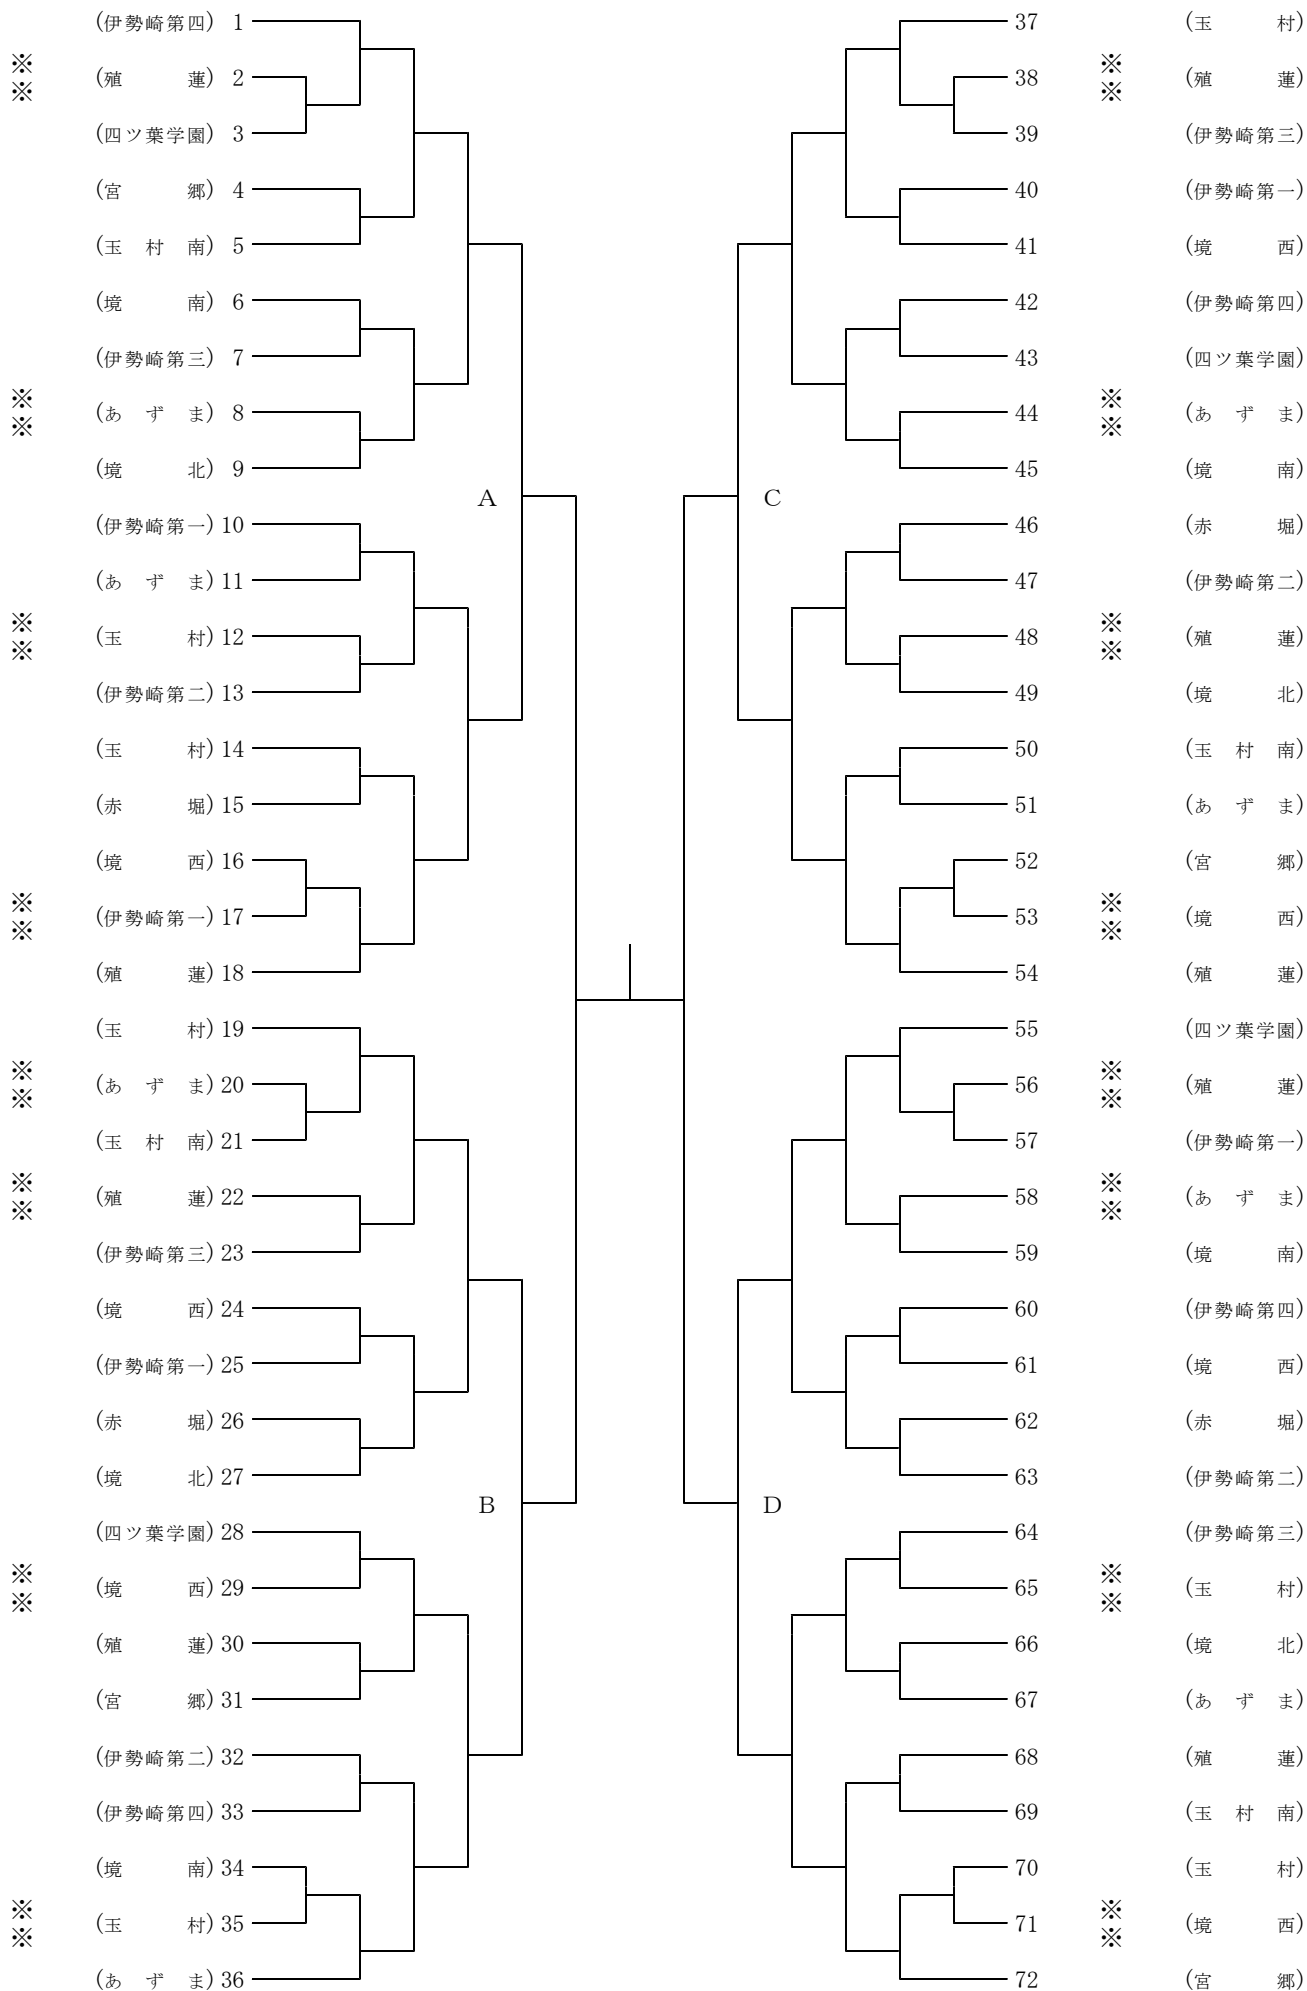 (伊勢崎第四) 1
※
※
(殖 蓮) 2
(四ツ葉学園) 3
(宮 郷) 4
(玉 村 南) 5
(境 南) 6
(伊勢崎第三) 7
※
※
(あ ず ま) 8
(境 北) 9
A
(伊勢崎第一) 10
(あ ず ま) 11
※
※
(玉 村) 12
(伊勢崎第二) 13
(玉 村) 14
(赤 堀) 15
(境 西) 16
※
※
(伊勢崎第一) 17
(殖 蓮) 18
(玉 村) 19
※
※
(あ ず ま) 20
(玉 村 南) 21
※
※
(殖 蓮) 22
(伊勢崎第三) 23
(境 西) 24
(伊勢崎第一) 25
(赤 堀) 26
(境 北) 27
B
(四ツ葉学園) 28
※
※
(境 西) 29
(殖 蓮) 30
(宮 郷) 31
(伊勢崎第二) 32
(伊勢崎第四) 33
(境 南) 34
※
※
(玉 村) 35
(あ ず ま) 36
37 (玉 村)
※
※
38 (殖 蓮)
39 (伊勢崎第三)
40 (伊勢崎第一)
41 (境 西)
42 (伊勢崎第四)
43 (四ツ葉学園)
※
※
44 (あ ず ま)
45 (境 南)
C
46 (赤 堀)
47 (伊勢崎第二)
※
※
48 (殖 蓮)
49 (境 北)
50 (玉 村 南)
51 (あ ず ま)
52 (宮 郷)
※
※
53 (境 西)
54 (殖 蓮)
55 (四ツ葉学園)
※
※
56 (殖 蓮)
57 (伊勢崎第一)
※
※
58 (あ ず ま)
59 (境 南)
60 (伊勢崎第四)
61 (境 西)
62 (赤 堀)
63 (伊勢崎第二)
D
64 (伊勢崎第三)
※
※
65 (玉 村)
66 (境 北)
67 (あ ず ま)
68 (殖 蓮)
69 (玉 村 南)
70 (玉 村)
※
※
71 (境 西)
72 (宮 郷)